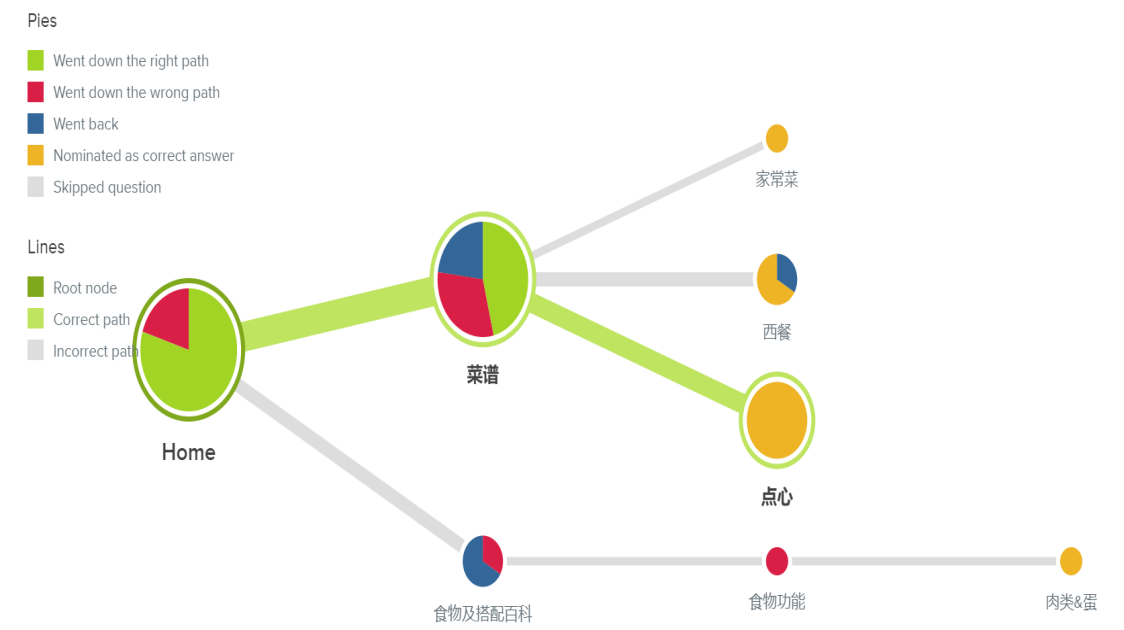 Pies
Went down the right path
Went down the wrong path
Went back
Nominated as correct answer
Skipped question
Lines
Root node
Correct path
Incorrect path
Home
菜谱
家常菜
西餐
点心
食物及搭配百科
食物功能
肉类&蛋